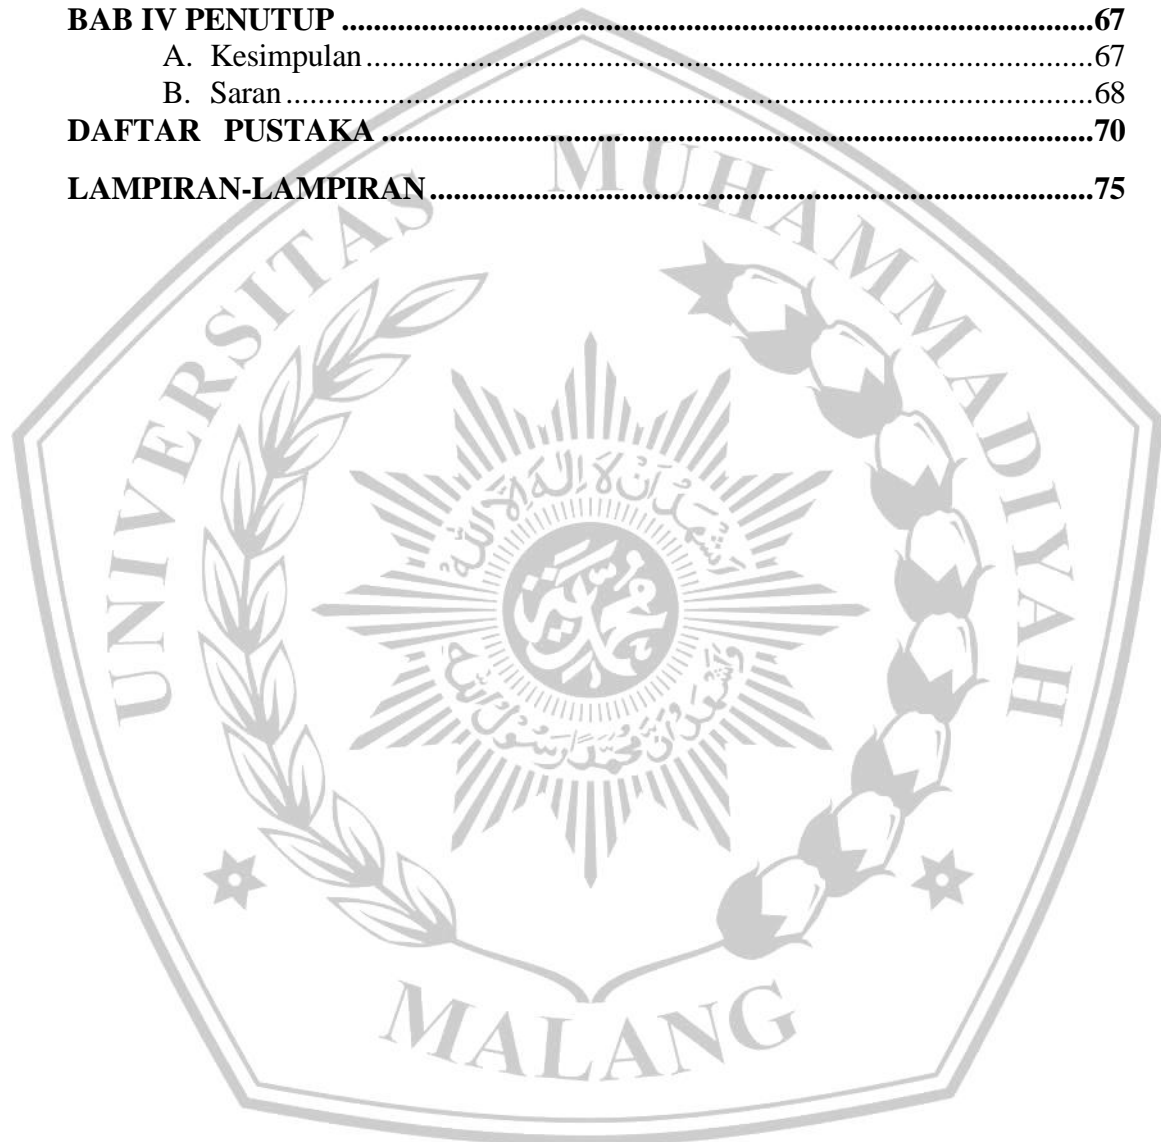 BAB IV PENUTUP ................................................................................................67
A. Kesimpulan .............................................................................................67
B. Saran .......................................................................................................68
DAFTAR PUSTAKA ...........................................................................................70
LAMPIRAN-LAMPIRAN .....................................................................................75
UNIVERSITAS MUHAMMADIYAH
MALANG